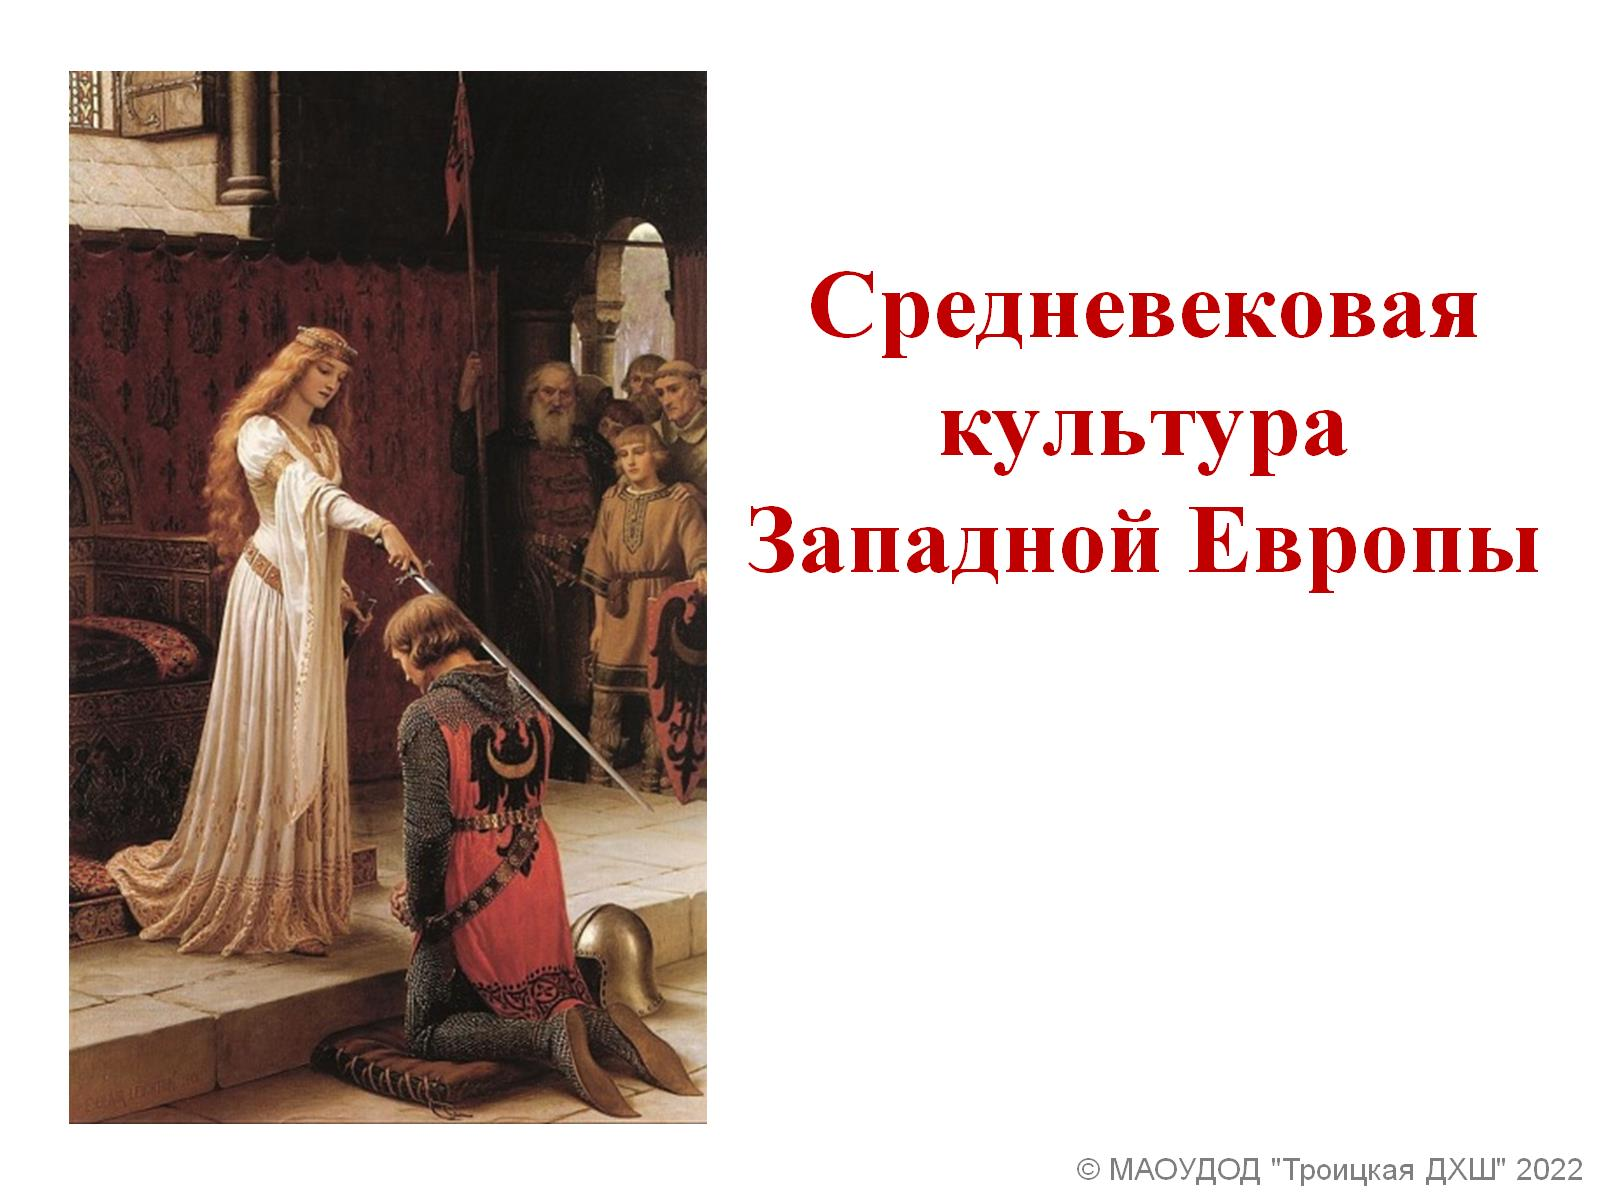 Средневековая
культура
Западной Европы
© МАОУДОД "Троицкая ДХШ" 2022